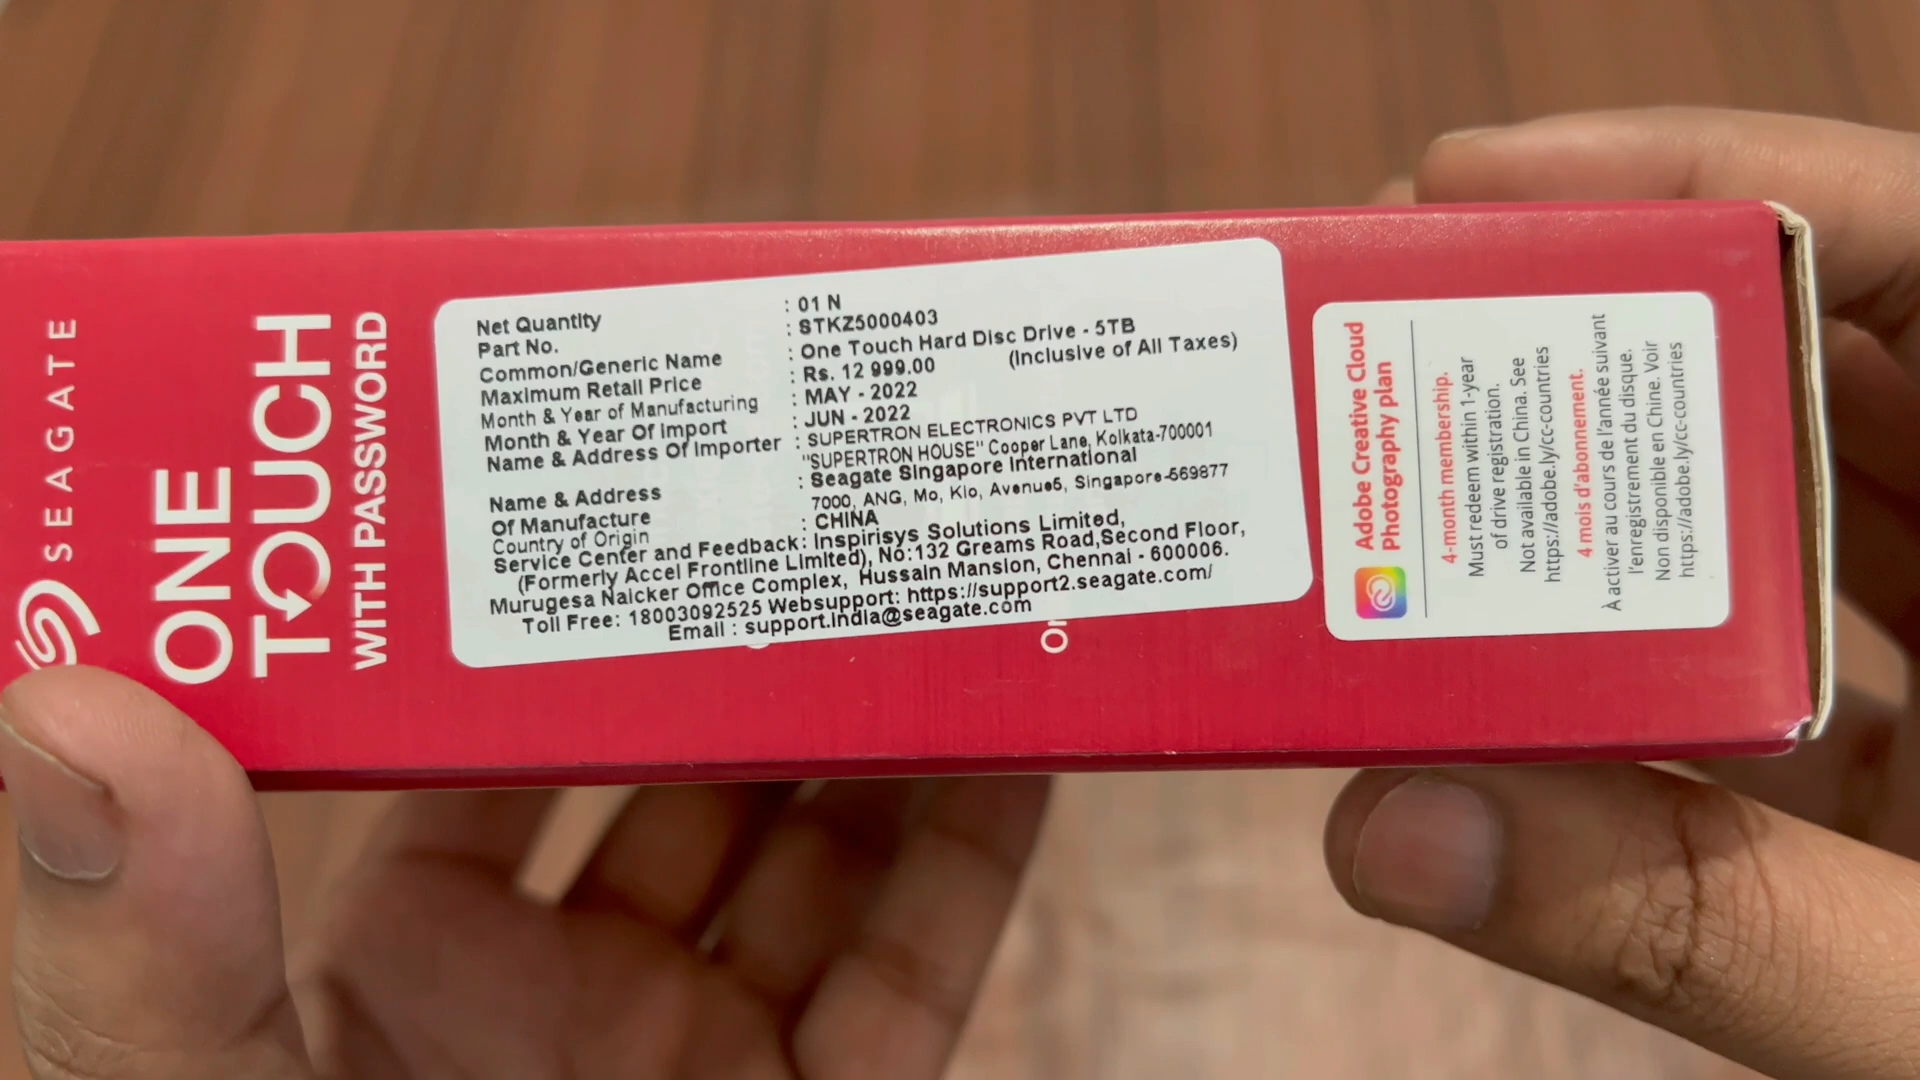 SEAGATE
ONE
TOUCH
WITH PASSWORD
Net Quantity : 01 N
Part No. : STKZ5000403
Common/Generic Name : One Touch Hard Disc Drive - 5TB
Maximum Retail Price : Rs. 12 999.00 (Inclusive of All Taxes)
Month & Year of Manufacturing : MAY - 2022
Month & Year Of Import : JUN - 2022
Name & Address Of Importer : SUPERTRON ELECTRONICS PVT LTD
"SUPERTRON HOUSE" Cooper Lane, Kolkata-700001
Name & Address : Seagate Singapore International
Of Manufacture 7000, ANG, Mo, Kio, Avenue5, Singapore-569877
Country of Origin : CHINA
Service Center and Feedback: Inspirisys Solutions Limited,
(Formerly Accel Frontline Limited), No:132 Greams Road,Second Floor,
Murugesa Naicker Office Complex, Hussain Mansion, Chennai - 600006.
Toll Free: 18003092525 Websupport: https://support2.seagate.com/
Email : support.india@seagate.com
Adobe Creative Cloud
Photography plan
4-month membership.
Must redeem within 1-year
of drive registration.
Not available in China. See
https://adobe.ly/cc-countries
4 mois d'abonnement.
À activer au cours de l'année suivant
l'enregistrement du disque.
Non disponible en Chine. Voir
https://adobe.ly/cc-countries